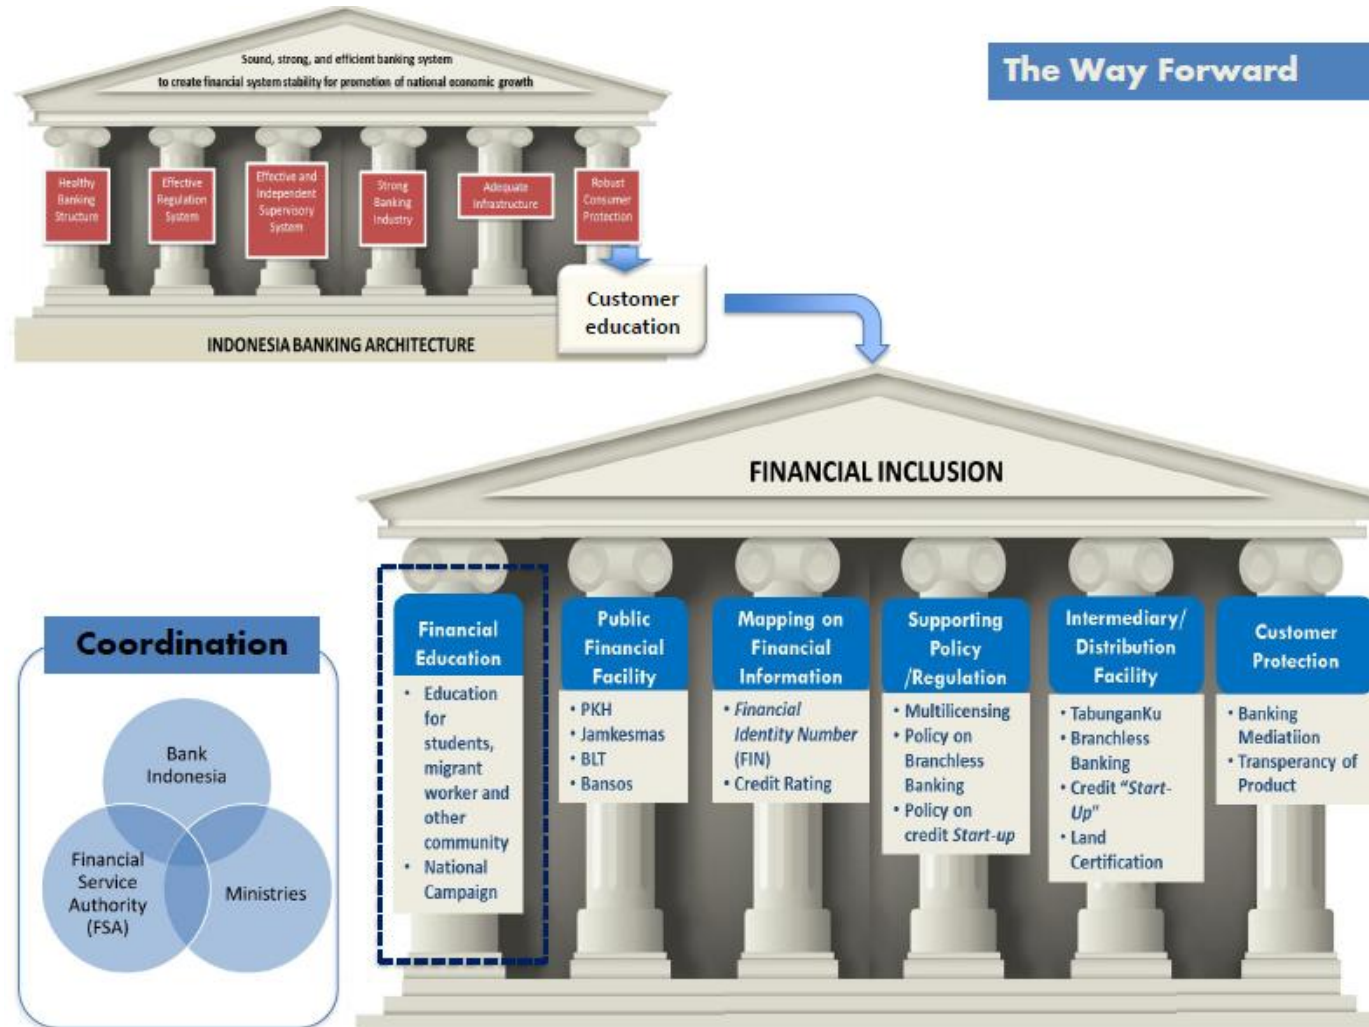 Sound, strong, and efficient banking system
to create financial system stability for promotion of national economic growth
The Way Forward
Healthy
Banking
Structure
Effective
Regulation
System
Effective and
Independent
Supervisory
System
Strong
Banking
Industry
Adequate
Infrastructure
Robust
Consumer
Protection
Customer
education
INDONESIA BANKING ARCHITECTURE
FINANCIAL INCLUSION
Coordination
Bank
Indonesia
Financial
Service
Authority
(FSA)
Ministries
Financial
Education
• Education
for
students,
migrant
worker and
other
community
• National
Campaign
Public
Financial
Facility
• PKH
• Jamkesmas
• BLT
• Bansos
Mapping on
Financial
Information
• Financial
Identity Number
(FIN)
• Credit Rating
Supporting
Policy
/Regulation
• Multilicensing
• Policy on
Branchless
Banking
• Policy on
credit Start-up
Intermediary/
Distribution
Facility
• TabunganKu
• Branchless
Banking
• Credit “Start-
Up”
• Land
Certification
Customer
Protection
• Banking
Mediatiion
• Transperancy of
Product